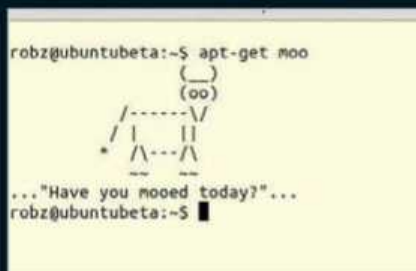 robz@ubuntubeta:~$ apt-get moo
                 (__)
                 (oo)
           /------\/
          / |    ||
         *  /\---/\
            ~~   ~~
..."Have you mooed today?"...
robz@ubuntubeta:~$